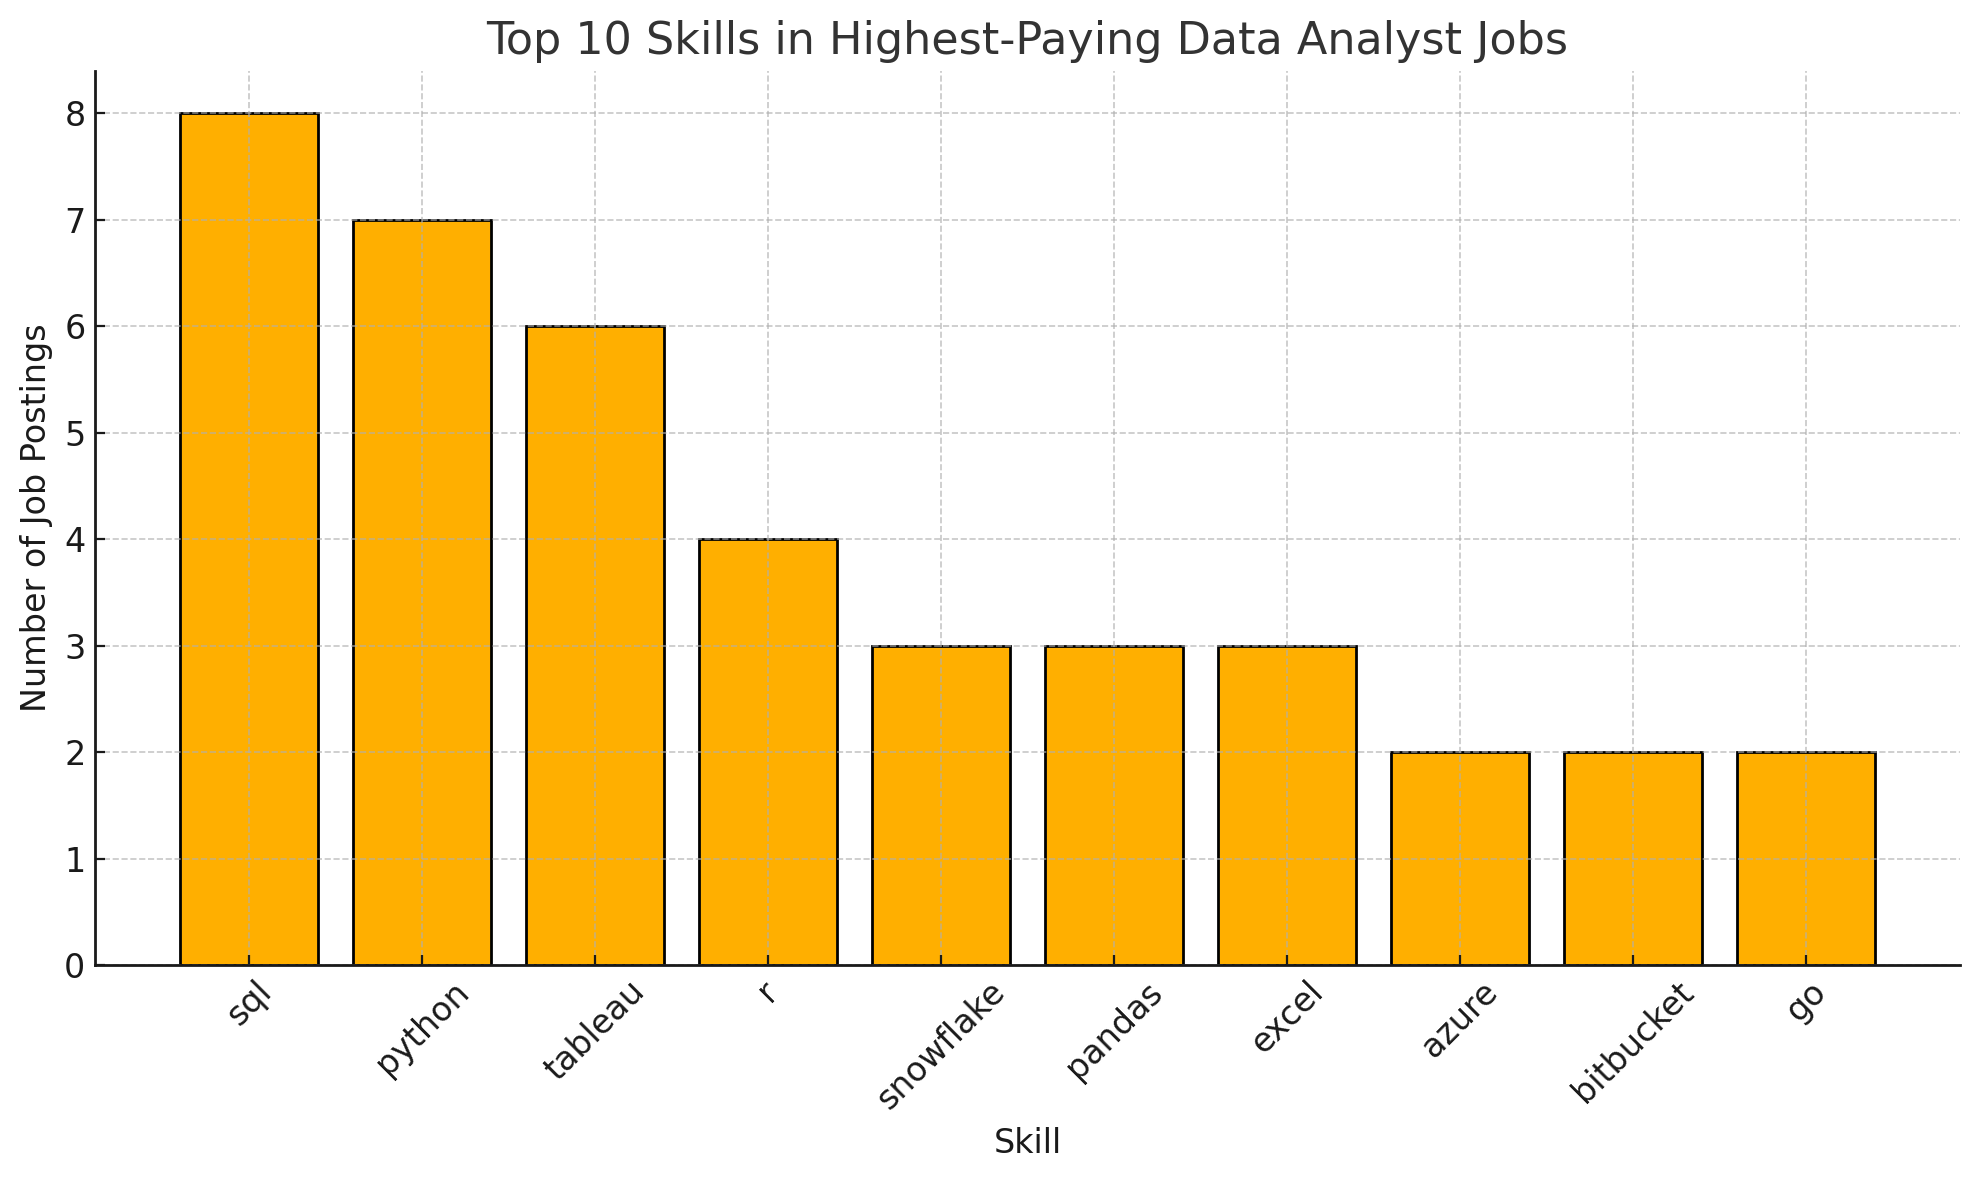 Top 10 Skills in Highest-Paying Data Analyst Jobs
Number of Job Postings
8
7
6
5
4
3
2
1
0
sql
python
tableau
r
snowflake
pandas
excel
azure
bitbucket
go
Skill